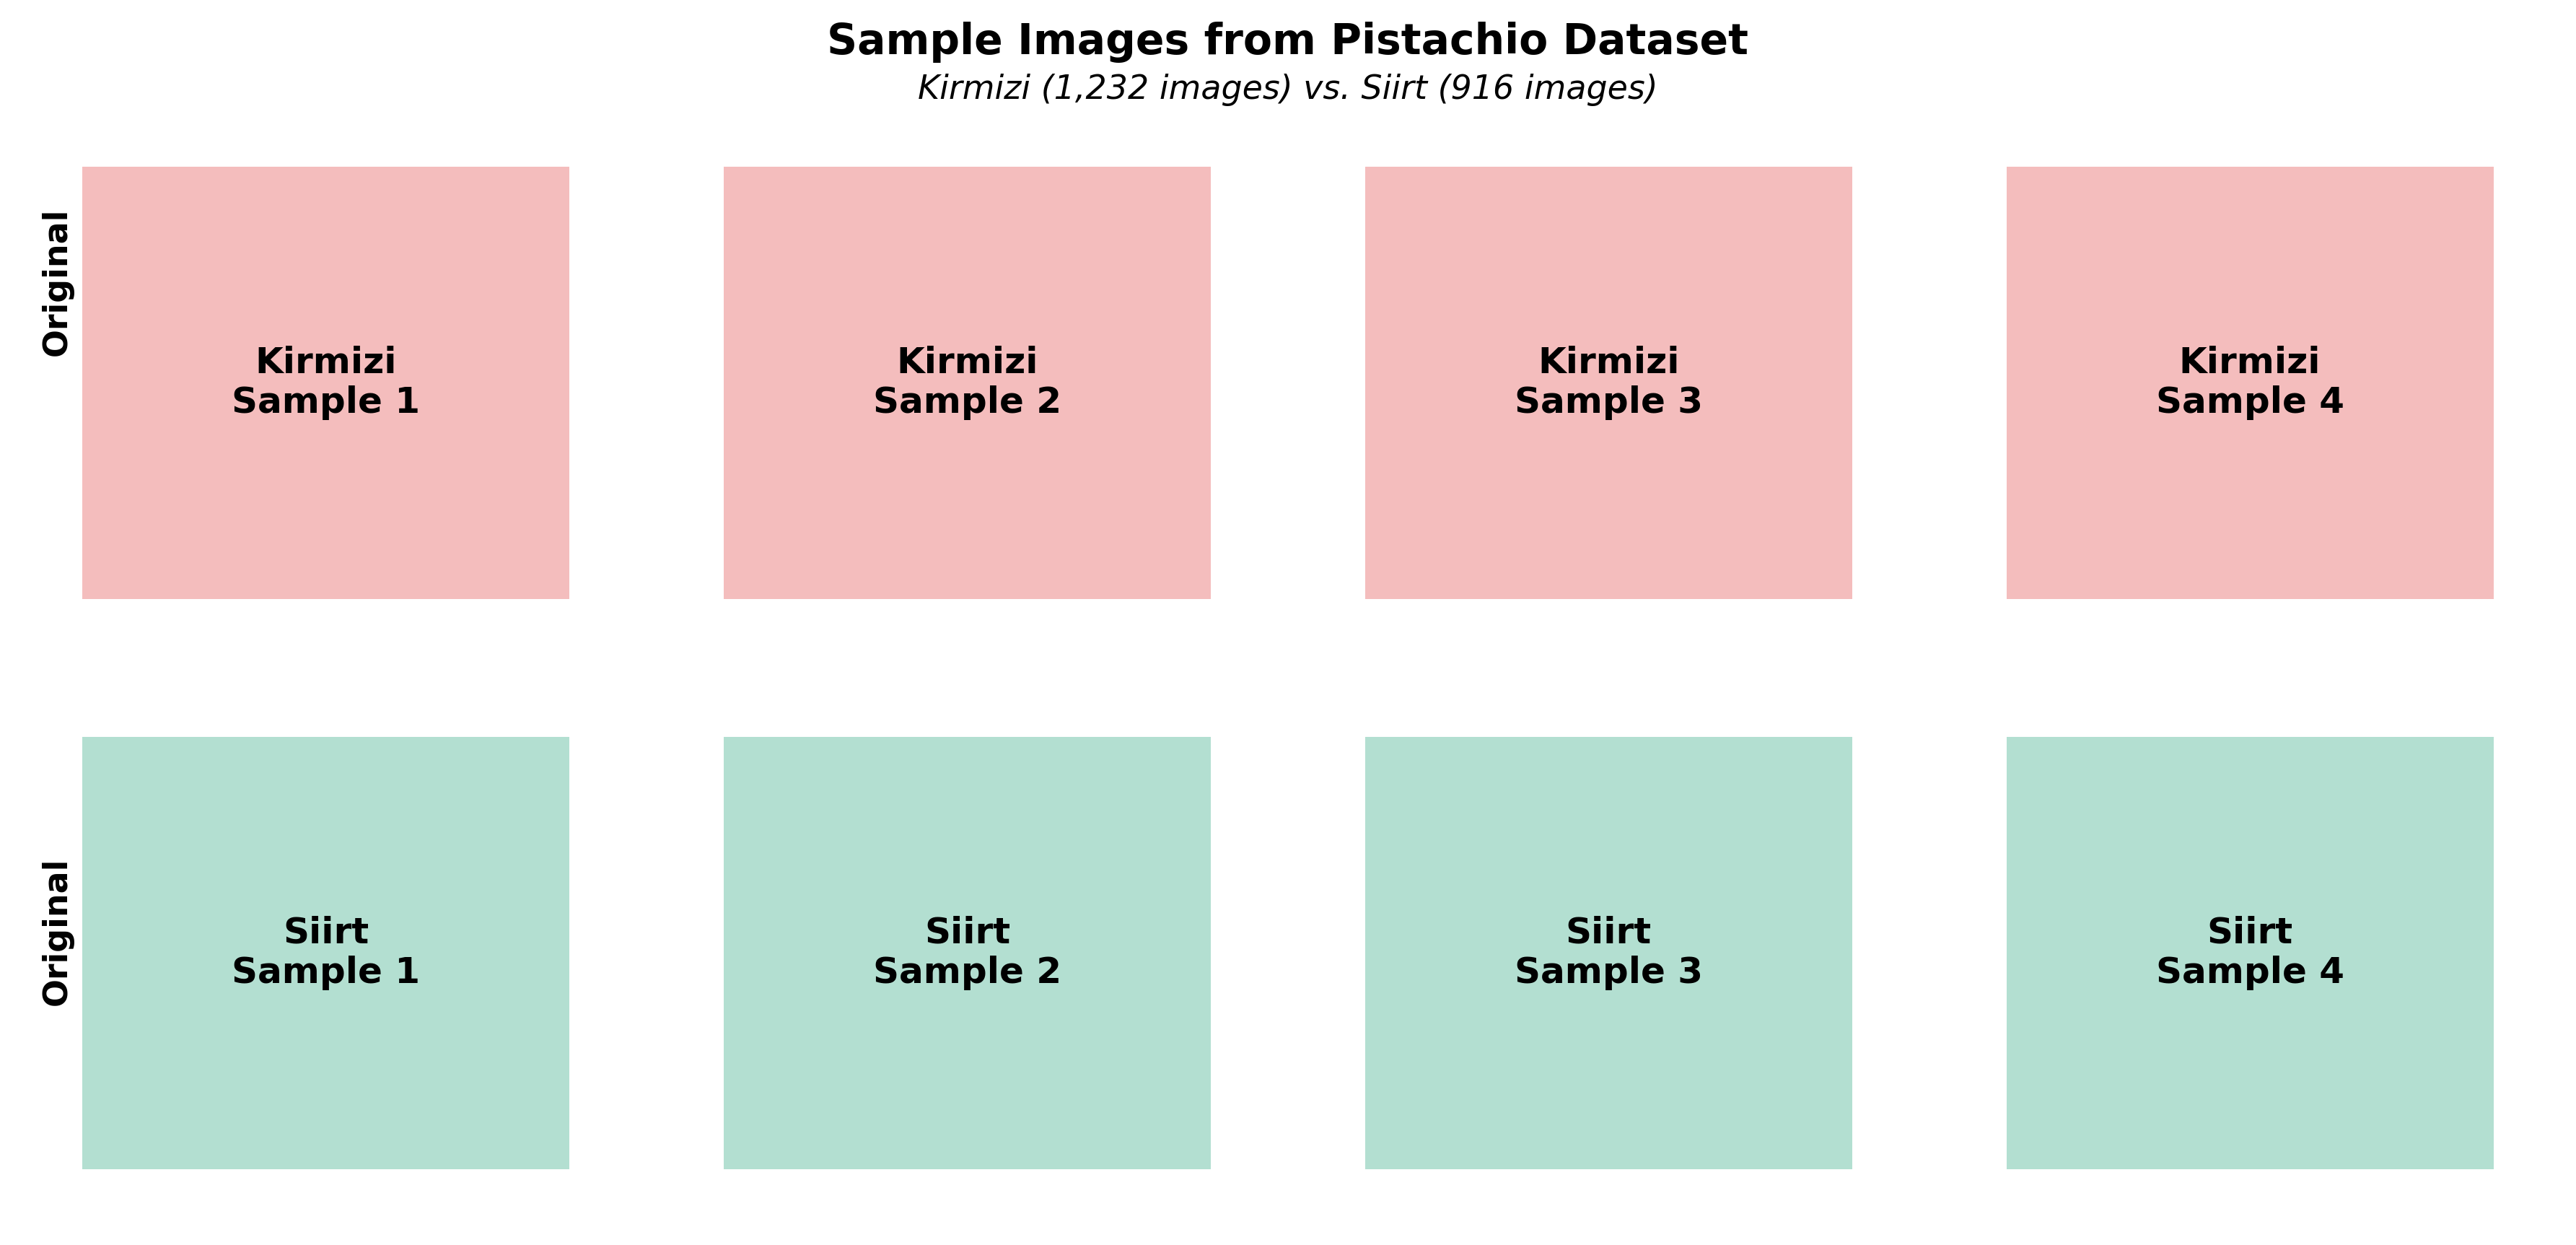 Sample Images from Pistachio Dataset
Kirmizi (1,232 images) vs. Siirt (916 images)
Original
Kirmizi
Sample 1
Kirmizi
Sample 2
Kirmizi
Sample 3
Kirmizi
Sample 4
Original
Siirt
Sample 1
Siirt
Sample 2
Siirt
Sample 3
Siirt
Sample 4